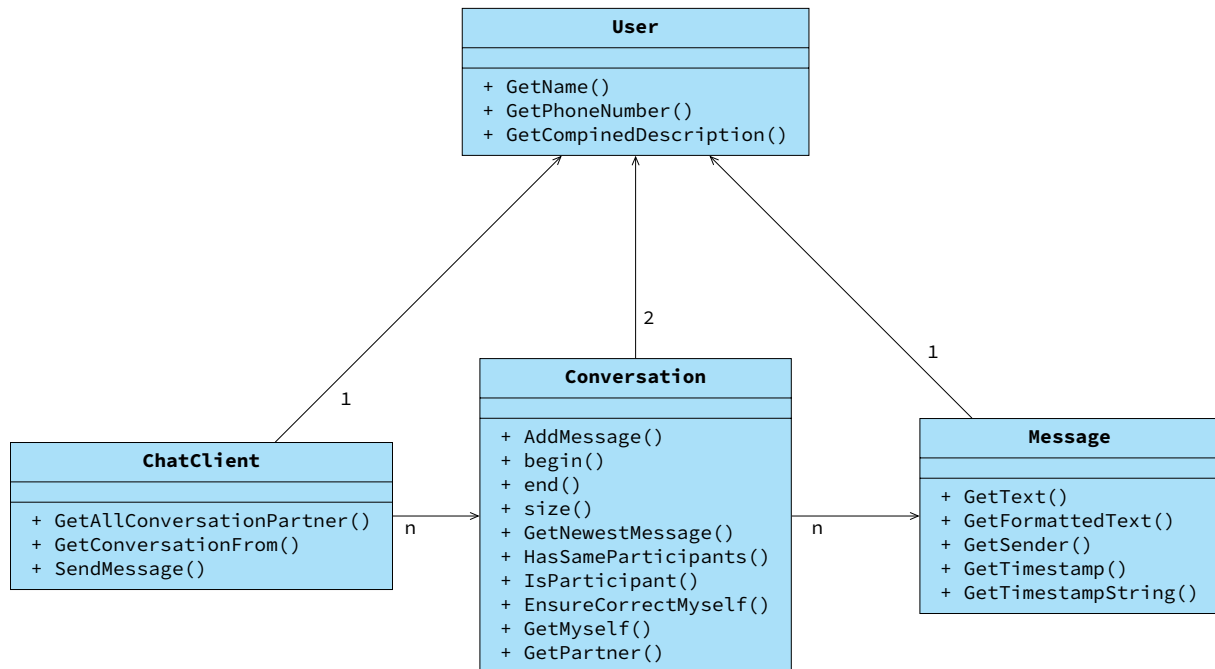 User
+ GetName()
+ GetPhoneNumber()
+ GetCompinedDescription()
1
2
1
ChatClient
+ GetAllConversationPartner()
+ GetConversationFrom()
+ SendMessage()
n
Conversation
+ AddMessage()
+ begin()
+ end()
+ size()
+ GetNewestMessage()
+ HasSameParticipants()
+ IsParticipant()
+ EnsureCorrectMyself()
+ GetMyself()
+ GetPartner()
n
Message
+ GetText()
+ GetFormattedText()
+ GetSender()
+ GetTimestamp()
+ GetTimestampString()